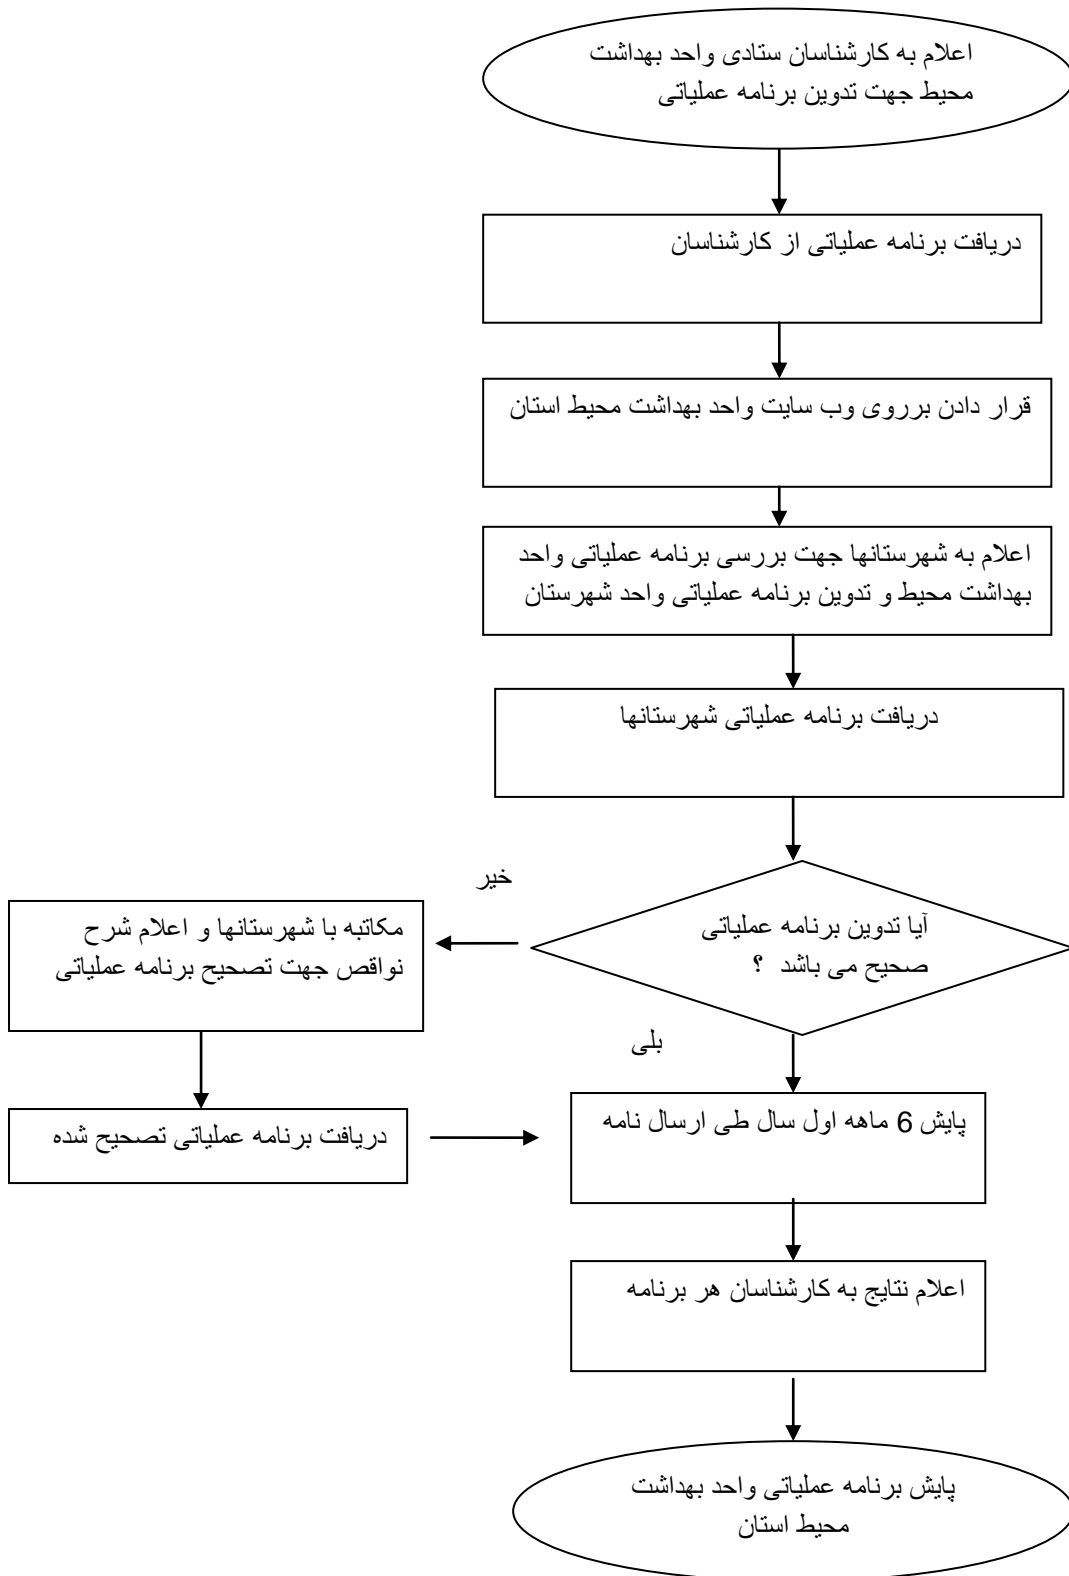 اعلام به کارشناسان ستادی واحد بهداشت
محیط جهت تدوین برنامه عملیاتی
دریافت برنامه عملیاتی از کارشناسان
قرار دادن برروی وب سایت واحد بهداشت محیط استان
اعلام به شهرستانها جهت بررسی برنامه عملیاتی واحد
بهداشت محیط و تدوین برنامه عملیاتی واحد شهرستان
دریافت برنامه عملیاتی شهرستانها
آیا تدوین برنامه عملیاتی
صحیح می باشد ؟
خیر
مکاتبه با شهرستانها و اعلام شرح
نواقص جهت تصحیح برنامه عملیاتی
دریافت برنامه عملیاتی تصحیح شده
بلی
پایش 6 ماهه اول سال طی ارسال نامه
اعلام نتایج به کارشناسان هر برنامه
پایش برنامه عملیاتی واحد بهداشت
محیط استان